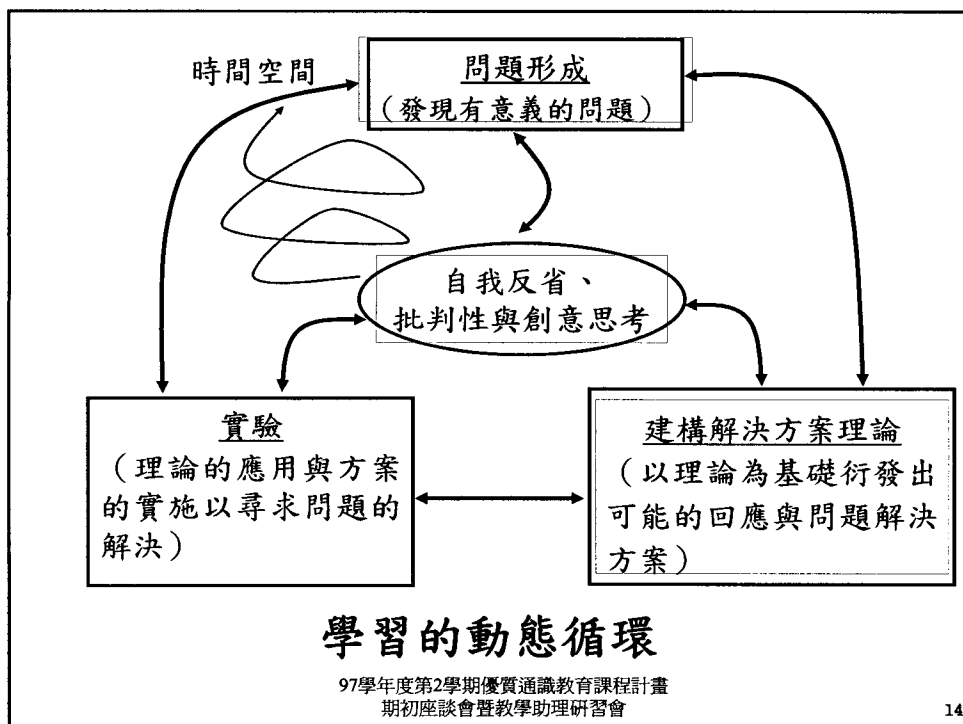 時間空間
問題形成
（發現有意義的問題）
自我反省、
批判性與創意思考
實驗
（理論的應用與方案
的實施以尋求問題的
解決）
建構解決方案理論
（以理論為基礎衍發出
可能的回應與問題解決
方案）
學習的動態循環
97學年度第2學期優質通識教育課程計畫
期初座談會暨教學助理研習會
14